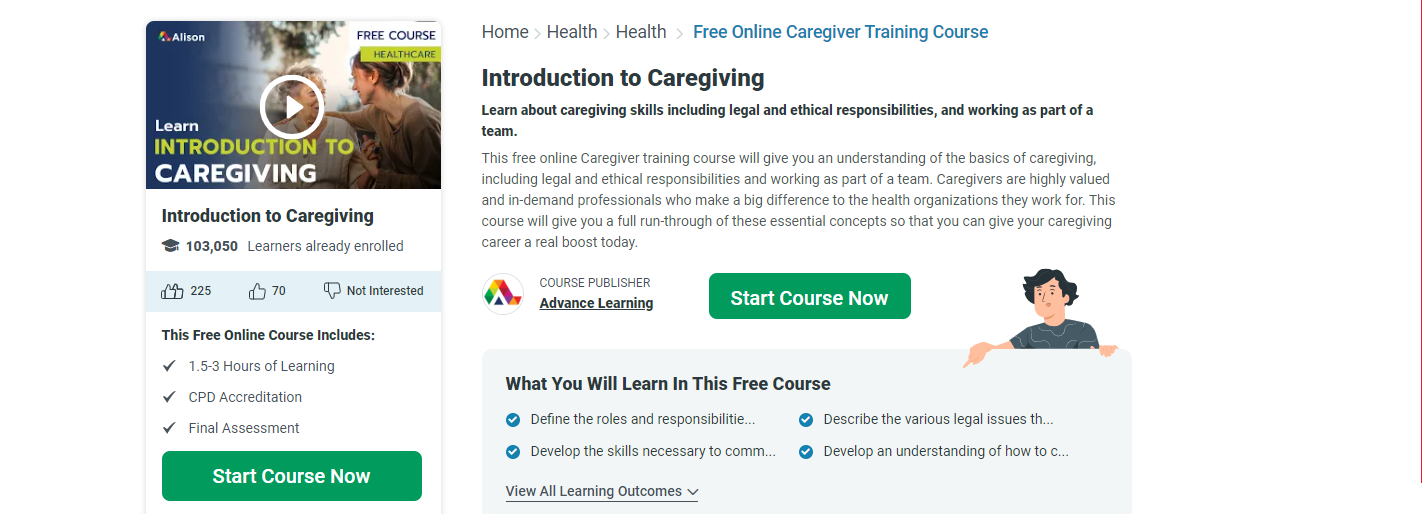 Alison
FREE COURSE
HEALTHCARE
Learn
INTRODUCTION TO
CAREGIVING
Introduction to Caregiving
103,050 Learners already enrolled
225 70 Not Interested
This Free Online Course Includes:
1.5-3 Hours of Learning
CPD Accreditation
Final Assessment
Start Course Now
Home Health Health Free Online Caregiver Training Course
Introduction to Caregiving
Learn about caregiving skills including legal and ethical responsibilities, and working as part of a
team.
This free online Caregiver training course will give you an understanding of the basics of caregiving,
including legal and ethical responsibilities and working as part of a team. Caregivers are highly valued
and in-demand professionals who make a big difference to the health organizations they work for. This
course will give you a full run-through of these essential concepts so that you can give your caregiving
career a real boost today.
COURSE PUBLISHER
Advance Learning
Start Course Now
What You Will Learn In This Free Course
Define the roles and responsibilitie...
Describe the various legal issues th...
Develop the skills necessary to comm...
Develop an understanding of how to c...
View All Learning Outcomes